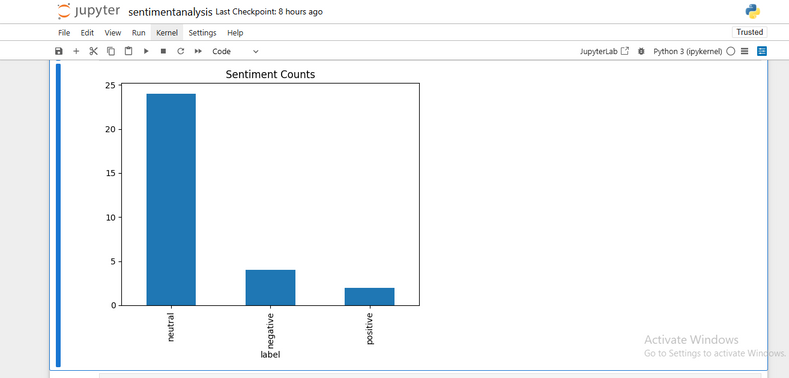 jupyter sentimentanalysis Last Checkpoint: 8 hours ago
File Edit View Run Kernel Settings Help Trusted
Code JupyterLab Python 3 (ipykernel)
Sentiment Counts
25
20
15
10
5
0
neutral negative positive
label
Activate Windows
Go to Settings to activate Windows.